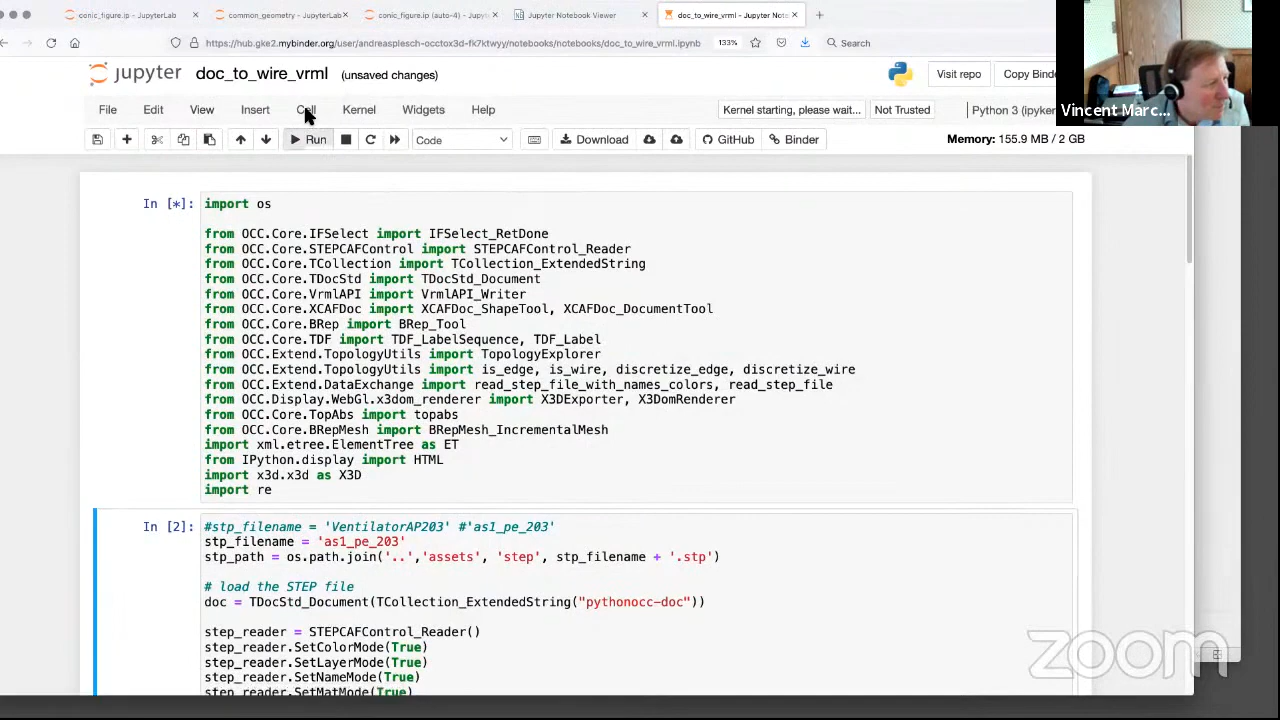 conic_figure.ip (auto-4) - JupyterLab
conic_figure.ip - JupyterLab
common_geometry - JupyterLab
Jupyter Notebook Viewer
doc_to_wire_vrml - Jupyter Note
https://hub.gke2.mybinder.org/user/andreasplesch-occtox3d-fk7ktwyy/notebooks/notebooks/doc_to_wire_vrml.ipynb
133%
Search
jupyter
doc_to_wire_vrml
(unsaved changes)
Visit repo
Copy Binde
File
Edit
View
Insert
Cell
Kernel
Widgets
Help
Kernel starting, please wait...
Not Trusted
Python 3 (ipyker
Vincent Marc...
Run
Code
Download
GitHub
Binder
Memory: 155.9 MB / 2 GB
In [*]:
import os
from OCC.Core.IFSelect import IFSelect_RetDone
from OCC.Core.STEPCAFControl import STEPCAFControl_Reader
from OCC.Core.TCollection import TCollection_ExtendedString
from OCC.Core.TDocStd import TDocStd_Document
from OCC.Core.VrmlAPI import VrmlAPI_Writer
from OCC.Core.XCAFDoc import XCAFDoc_ShapeTool, XCAFDoc_DocumentTool
from OCC.Core.BRep import BRep_Tool
from OCC.Core.TDF import TDF_LabelSequence, TDF_Label
from OCC.Extend.TopologyUtils import TopologyExplorer
from OCC.Extend.TopologyUtils import is_edge, is_wire, discretize_edge, discretize_wire
from OCC.Extend.DataExchange import read_step_file_with_names_colors, read_step_file
from OCC.Display.WebGl.x3dom_renderer import X3DExporter, X3DomRenderer
from OCC.Core.TopAbs import topabs
from OCC.Core.BRepMesh import BRepMesh_IncrementalMesh
import xml.etree.ElementTree as ET
from IPython.display import HTML
import x3d.x3d as X3D
import re
In [2]:
#stp_filename = 'VentilatorAP203' #'as1_pe_203'
stp_filename = 'as1_pe_203'
stp_path = os.path.join('..','assets', 'step', stp_filename + '.stp')
# load the STEP file
doc = TDocStd_Document(TCollection_ExtendedString("pythonocc-doc"))
step_reader = STEPCAFControl_Reader()
step_reader.SetColorMode(True)
step_reader.SetLayerMode(True)
step_reader.SetNameMode(True)
step_reader.SetMatMode(True)
zoom